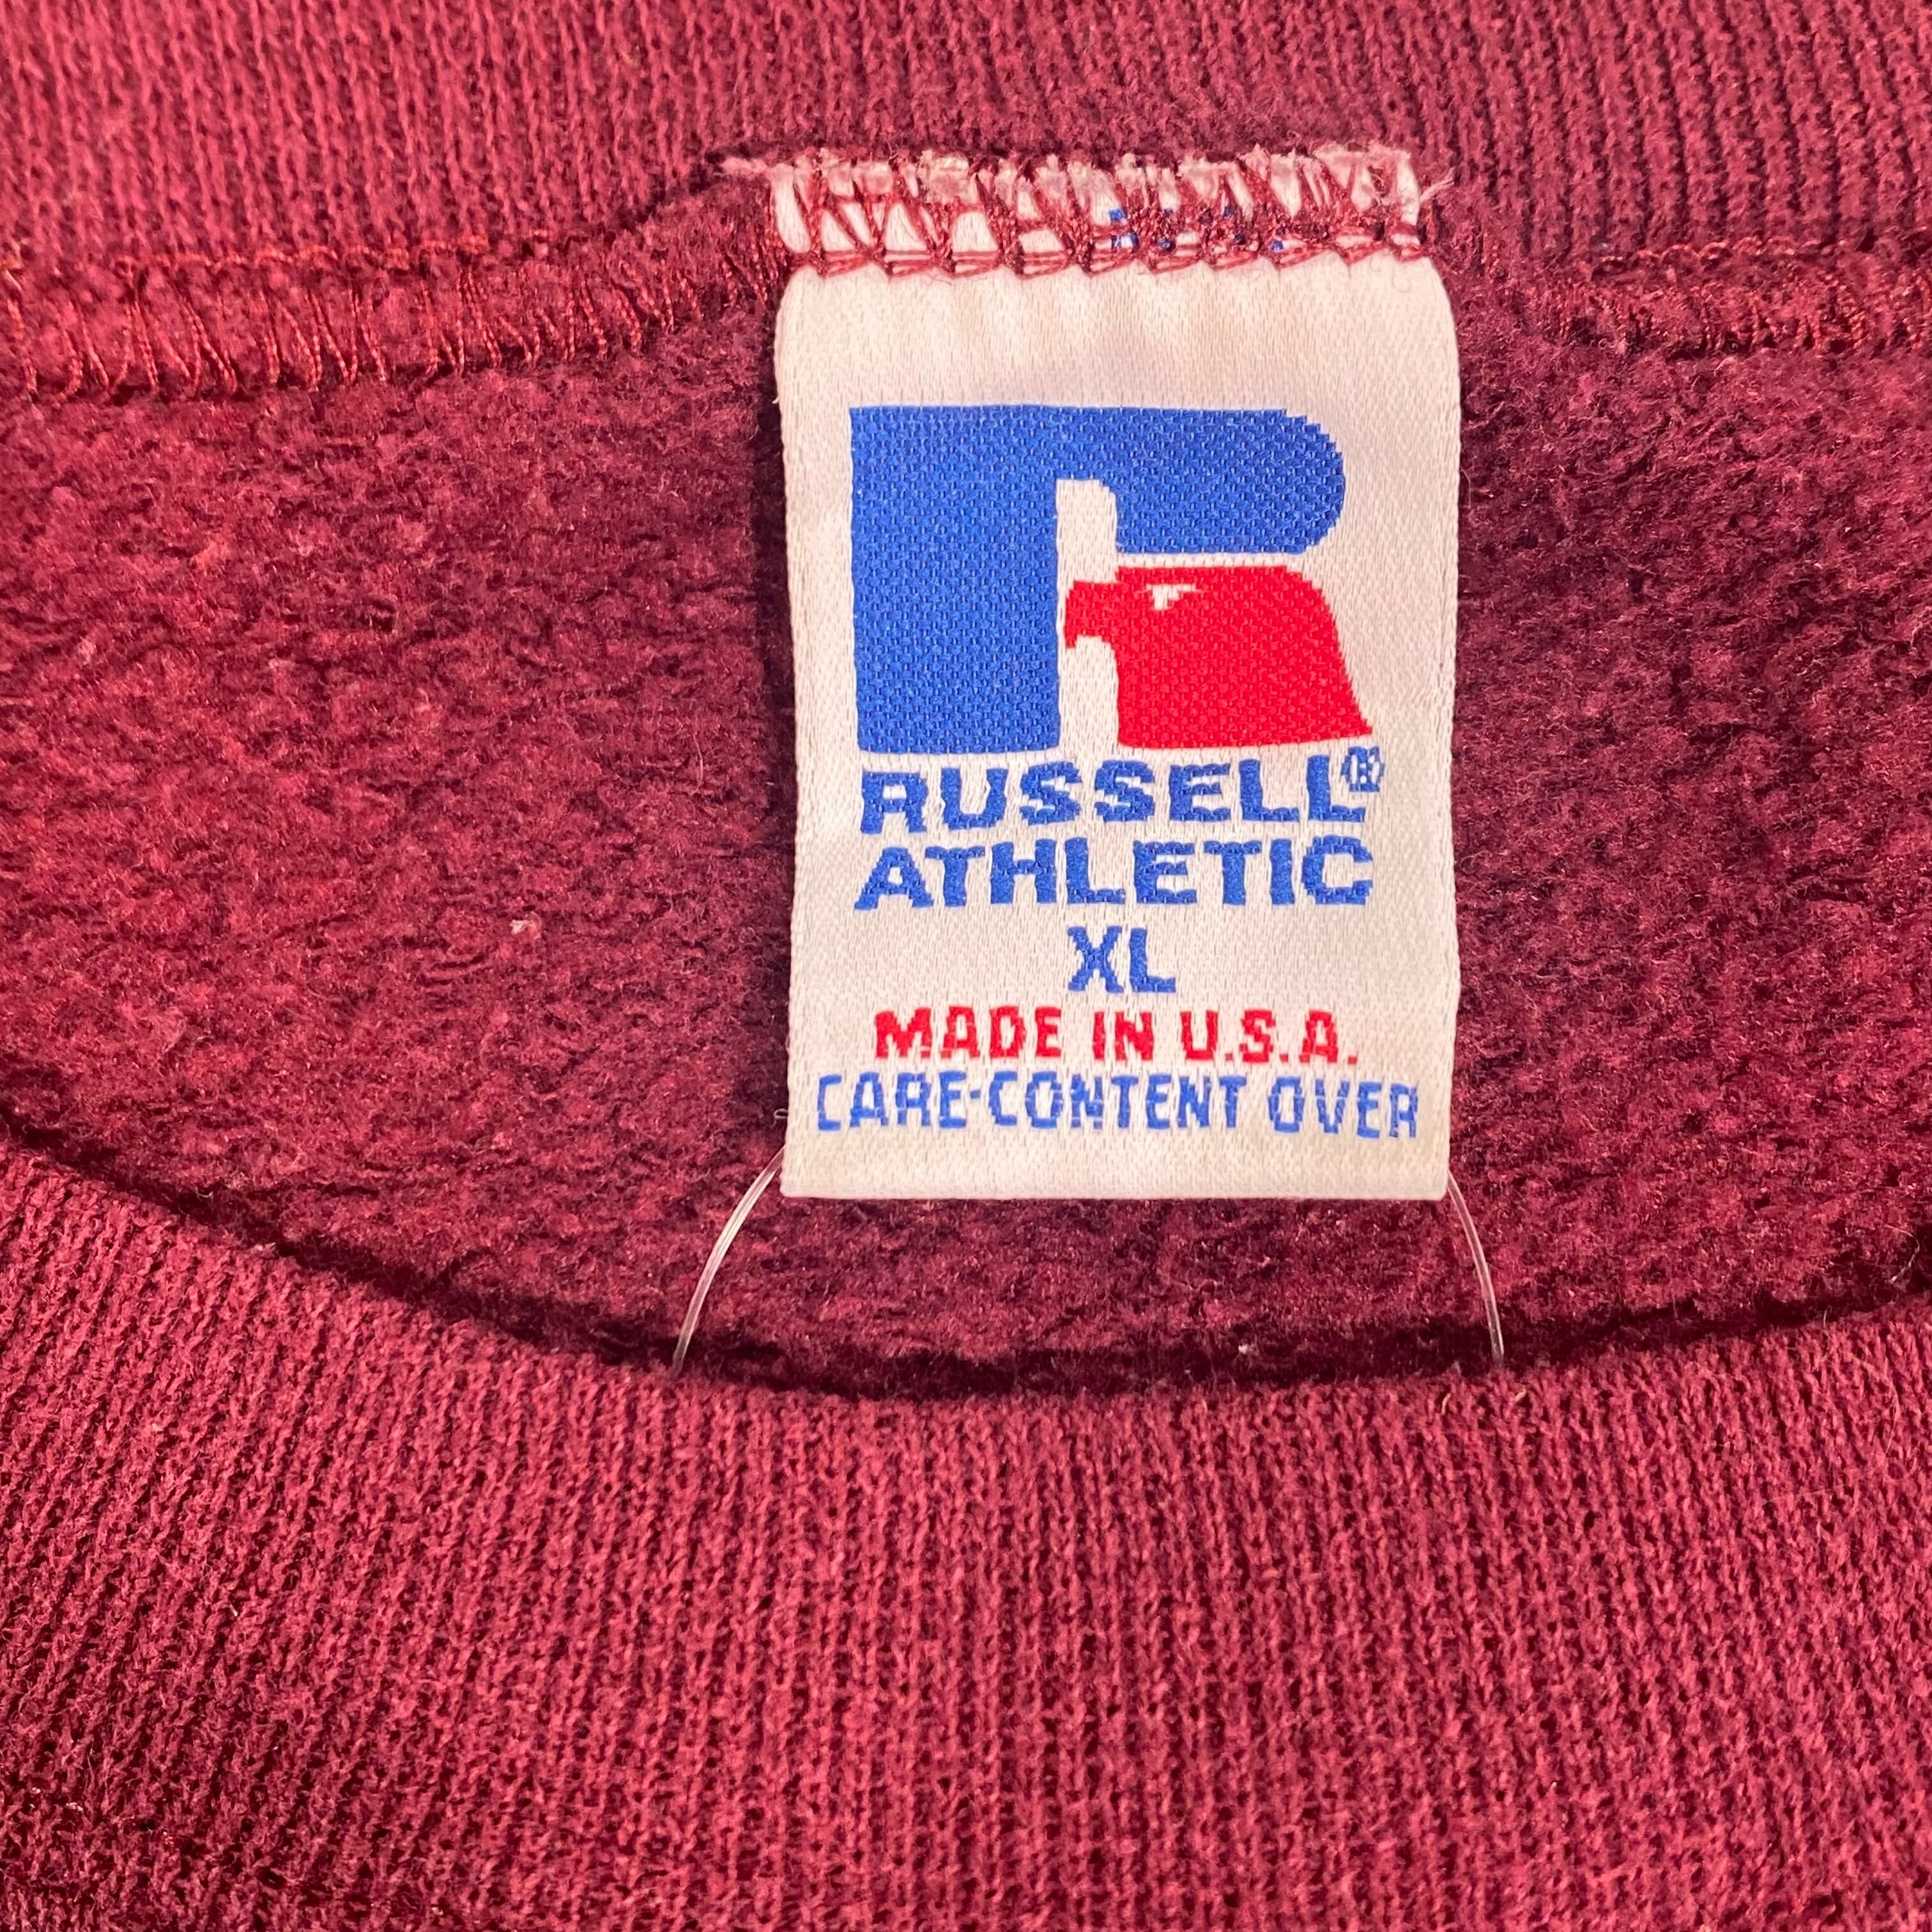 RUSSELL®
ATHLETIC
XL
MADE IN U.S.A.
CARE-CONTENT OVER